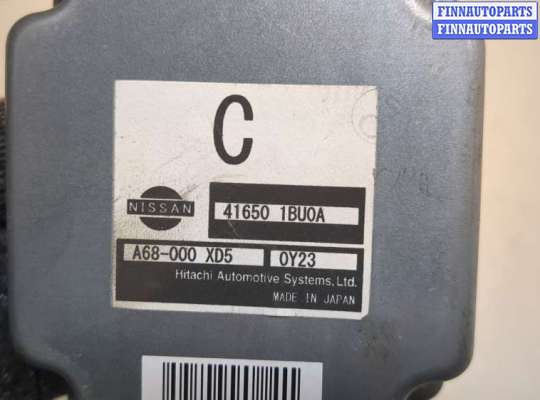 FINNAUTOPARTS
FINNAUTOPARTS
C
NISSAN
41650 1BU0A
A68-000 XD5 0Y23
Hitachi Automotive Systems, Ltd.
MADE IN JAPAN